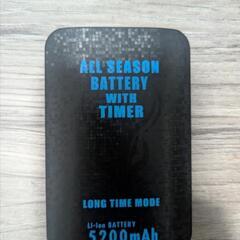 ALL SEASON
BATTERY
WITH
TIMER
LONG TIME MODE
Li-Ion BATTERY
5200mAh